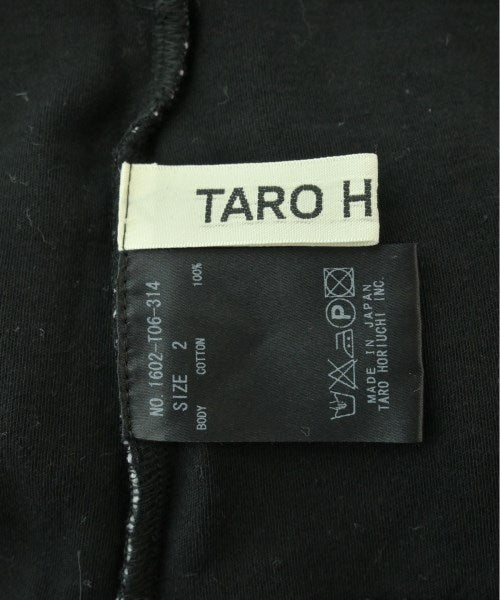 TARO H
NO. 1602-T06-314
SIZE 2
BODY COTTON 100%
P
MADE IN JAPAN
TARO HORIUCHI INC.